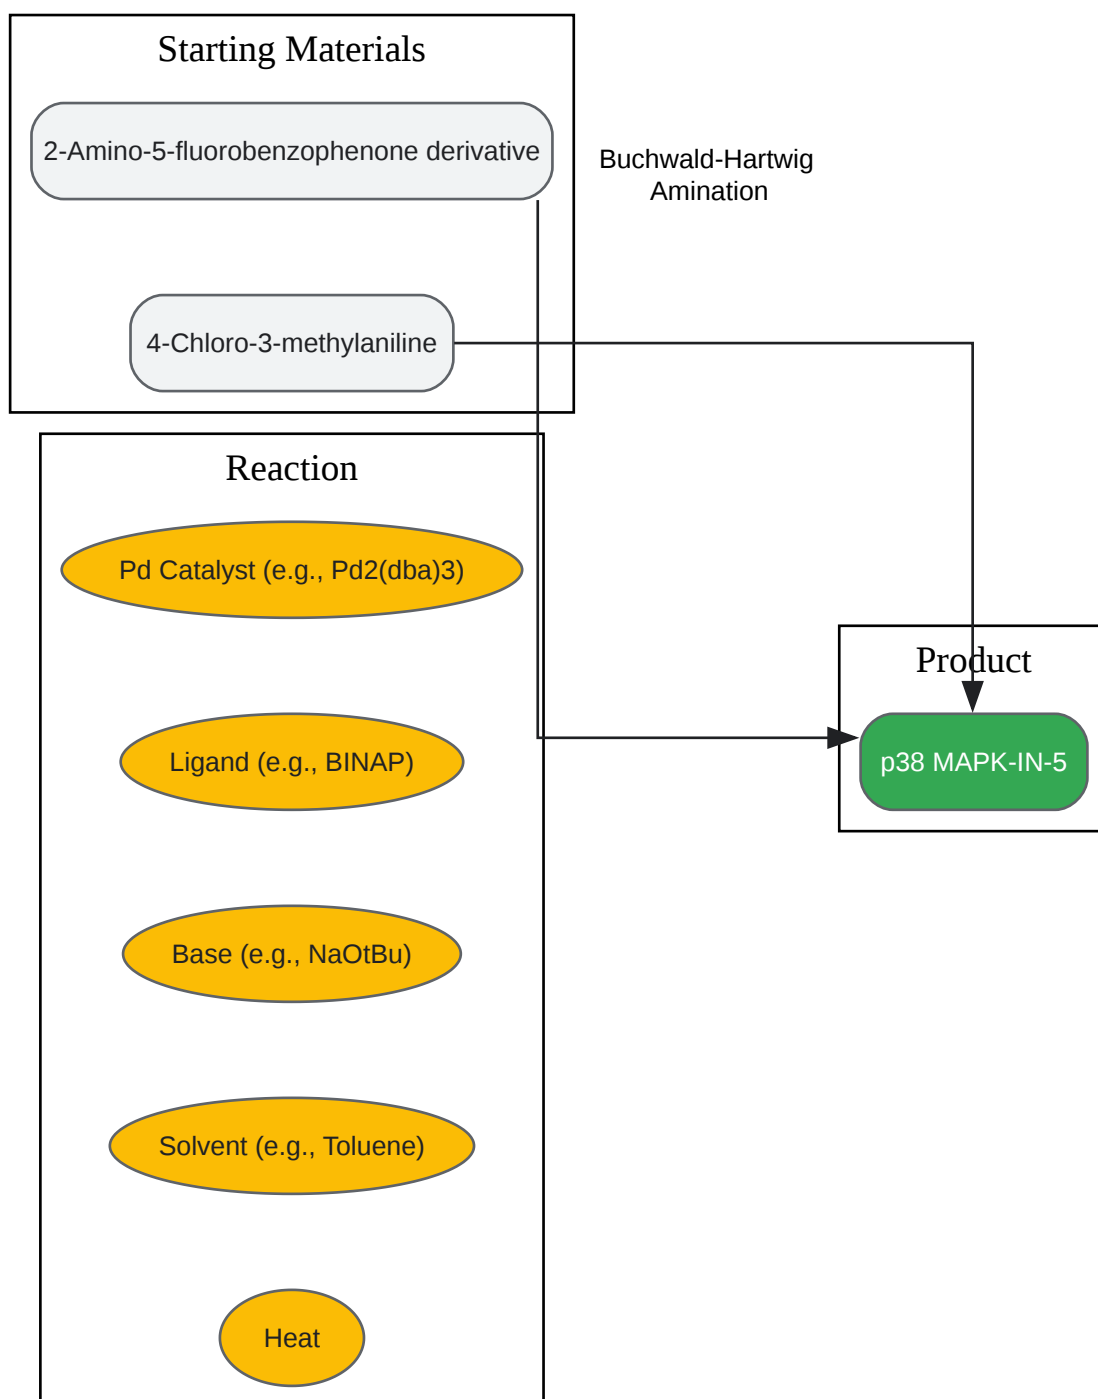 Starting Materials
2-Amino-5-fluorobenzophenone derivative
Buchwald-Hartwig
Amination
4-Chloro-3-methylaniline
Reaction
Pd Catalyst (e.g., Pd2(dba)3)
Ligand (e.g., BINAP)
Product
p38 MAPK-IN-5
Base (e.g., NaOtBu)
Solvent (e.g., Toluene)
Heat